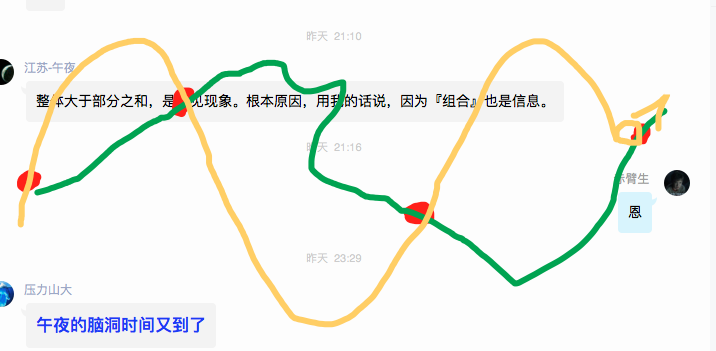 昨天 21:10
江苏-午夜
整体大于部分之和，是常见现象。根本原因，用我的话说，因为『组合』也是信息。
昨天 21:16
臂生
恩
昨天 23:29
压力山大
午夜的脑洞时间又到了